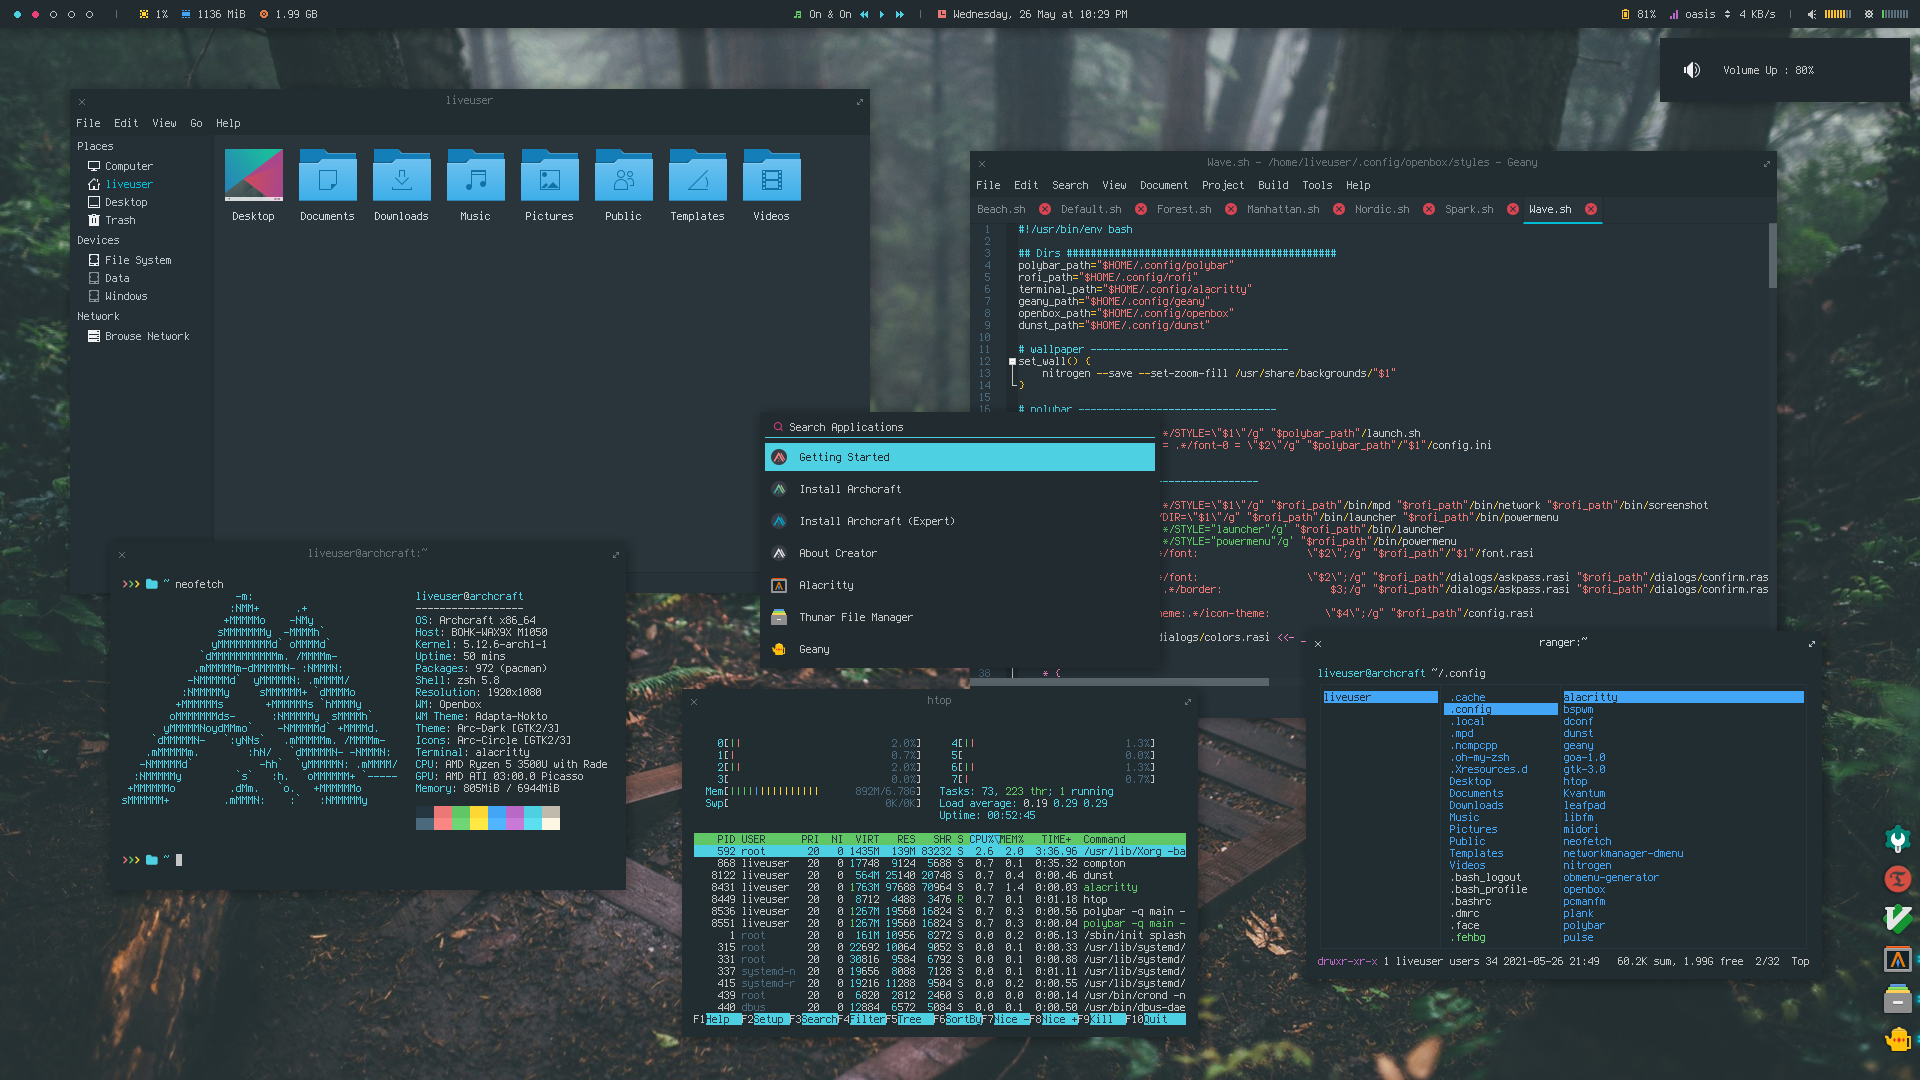 1% 1136 MiB 1.99 GB
On & On
Wednesday, 26 May at 10:29 PM
81% oasis 4 KB/s
Volume Up : 80%
liveuser
File Edit View Go Help
Places
Computer
liveuser
Desktop
Trash
Devices
File System
Data
Windows
Network
Browse Network
Desktop Documents Downloads Music Pictures Public Templates Videos
Wave.sh - /home/liveuser/.config/openbox/styles - Geany
File Edit Search View Document Project Build Tools Help
Beach.sh Default.sh Forest.sh Manhattan.sh Nordic.sh Spark.sh Wave.sh
1 #!/usr/bin/env bash
2
3 ## Dirs #############################################
4 polybar_path="$HOME/.config/polybar"
5 rofi_path="$HOME/.config/rofi"
6 terminal_path="$HOME/.config/alacritty"
7 geany_path="$HOME/.config/geany"
8 openbox_path="$HOME/.config/openbox"
9 dunst_path="$HOME/.config/dunst"
10
11 # wallpaper ---------------------------------
12 set_wall() {
13 nitrogen --save --set-zoom-fill /usr/share/backgrounds/"$1"
14 }
15
16 # polybar ---------------------------------
.*/STYLE=\"$1\"/g" "$polybar_path"/launch.sh
= .*/font-0 = \"$2\"/g" "$polybar_path"/"$1"/config.ini
.*/STYLE=\"$1\"/g" "$rofi_path"/bin/mpd "$rofi_path"/bin/network "$rofi_path"/bin/screenshot
/DIR=\"$1\"/g" "$rofi_path"/bin/launcher "$rofi_path"/bin/powermenu
*/STYLE="launcher"/g' "$rofi_path"/bin/launcher
*/STYLE="powermenu"/g' "$rofi_path"/bin/powermenu
*/font: \"$2\";/g" "$rofi_path"/"$1"/font.rasi
*/font: \"$2\";/g" "$rofi_path"/dialogs/askpass.rasi "$rofi_path"/dialogs/confirm.ras
.*/border: $3;/g" "$rofi_path"/dialogs/askpass.rasi "$rofi_path"/dialogs/confirm.ras
heme:.*/icon-theme: \"$4\";/g" "$rofi_path"/config.rasi
dialogs/colors.rasi <<- _
38 * {
Search Applications
Getting Started
Install Archcraft
Install Archcraft (Expert)
About Creator
Alacritty
Thunar File Manager
Geany
liveuser@archcraft:~
>>> ~ neofetch
liveuser@archcraft
------------------
OS: Archcraft x86_64
Host: BOHK-WAX9X M1050
Kernel: 5.12.6-arch1-1
Uptime: 50 mins
Packages: 972 (pacman)
Shell: zsh 5.8
Resolution: 1920x1080
WM: Openbox
WM Theme: Adapta-Nokto
Theme: Arc-Dark [GTK2/3]
Icons: Arc-Circle [GTK2/3]
Terminal: alacritty
CPU: AMD Ryzen 5 3500U with Rade
GPU: AMD ATI 03:00.0 Picasso
Memory: 805MiB / 6944MiB
>>> ~
htop
0[|| 2.0%] 4[|| 1.3%]
1[| 0.7%] 5[ 0.0%]
2[|| 2.0%] 6[|| 1.3%]
3[ 0.0%] 7[| 0.7%]
Mem[||||||||||||||||||| 892M/6.78G] Tasks: 73, 223 thr; 1 running
Swp[ 0K/0K] Load average: 0.19 0.29 0.29
Uptime: 00:52:45
PID USER PRI NI VIRT RES SHR S CPU%▽MEM% TIME+ Command
592 root 20 0 1435M 139M 83232 S 2.6 2.0 3:36.96 /usr/lib/Xorg -ba
868 liveuser 20 0 17748 9124 5688 S 0.7 0.1 0:35.32 compton
8122 liveuser 20 0 564M 25140 20748 S 0.7 0.4 0:00.46 dunst
8431 liveuser 20 0 1763M 97688 70964 S 0.7 1.4 0:00.03 alacritty
8449 liveuser 20 0 8712 4488 3476 R 0.7 0.1 0:01.18 htop
8536 liveuser 20 0 1267M 19560 16824 S 0.7 0.3 0:00.56 polybar -q main -
8551 liveuser 20 0 1267M 19560 16824 S 0.7 0.3 0:00.04 polybar -q main -
1 root 20 0 161M 10956 8272 S 0.0 0.2 0:06.13 /sbin/init splash
315 root 20 0 22692 10064 9052 S 0.0 0.1 0:00.33 /usr/lib/systemd/
331 root 20 0 30816 9584 6792 S 0.0 0.1 0:00.88 /usr/lib/systemd/
337 systemd-n 20 0 19656 8088 7128 S 0.0 0.1 0:01.11 /usr/lib/systemd/
415 systemd-r 20 0 19216 11288 9504 S 0.0 0.2 0:00.55 /usr/lib/systemd/
439 root 20 0 6820 2812 2460 S 0.0 0.0 0:00.14 /usr/bin/crond -n
440 dbus 20 0 12884 6572 5084 S 0.0 0.1 0:00.50 /usr/bin/dbus-dae
F1Help F2Setup F3SearchF4FilterF5Tree F6SortByF7Nice -F8Nice +F9Kill F10Quit
ranger:~
liveuser@archcraft ~/.config
liveuser .cache alacritty
.config bspwm
.local dconf
.mpd dunst
.ncmpcpp geany
.oh-my-zsh goa-1.0
.Xresources.d gtk-3.0
Desktop htop
Documents Kvantum
Downloads leafpad
Music libfm
Pictures midori
Public neofetch
Templates networkmanager-dmenu
Videos nitrogen
.bash_logout obmenu-generator
.bash_profile openbox
.bashrc pcmanfm
.dmrc plank
.face polybar
.fehbg pulse
drwxr-xr-x 1 liveuser users 34 2021-05-26 21:49 60.2K sum, 1.99G free 2/32 Top